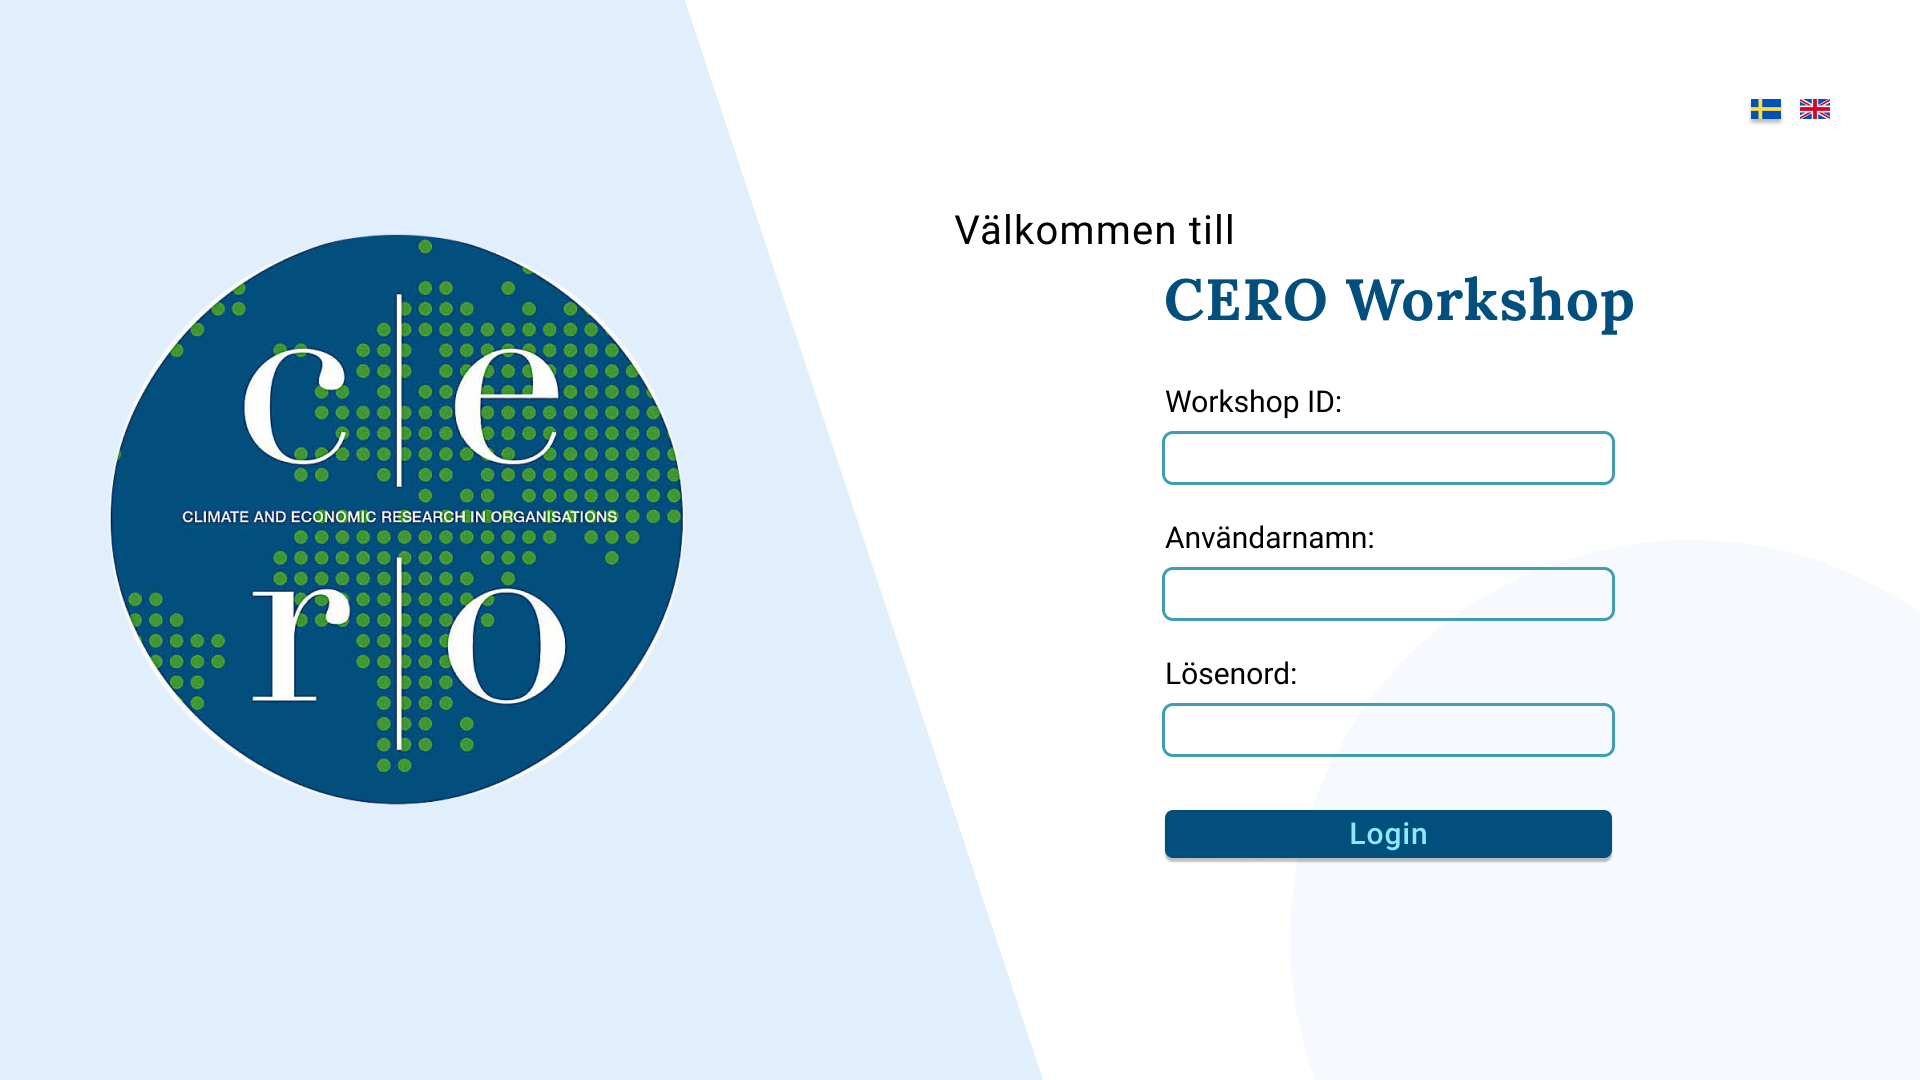 c|e
CLIMATE AND ECONOMIC RESEARCH IN ORGANISATIONS
r|o
Välkommen till
CERO Workshop
Workshop ID:
Användarnamn:
Lösenord:
Login